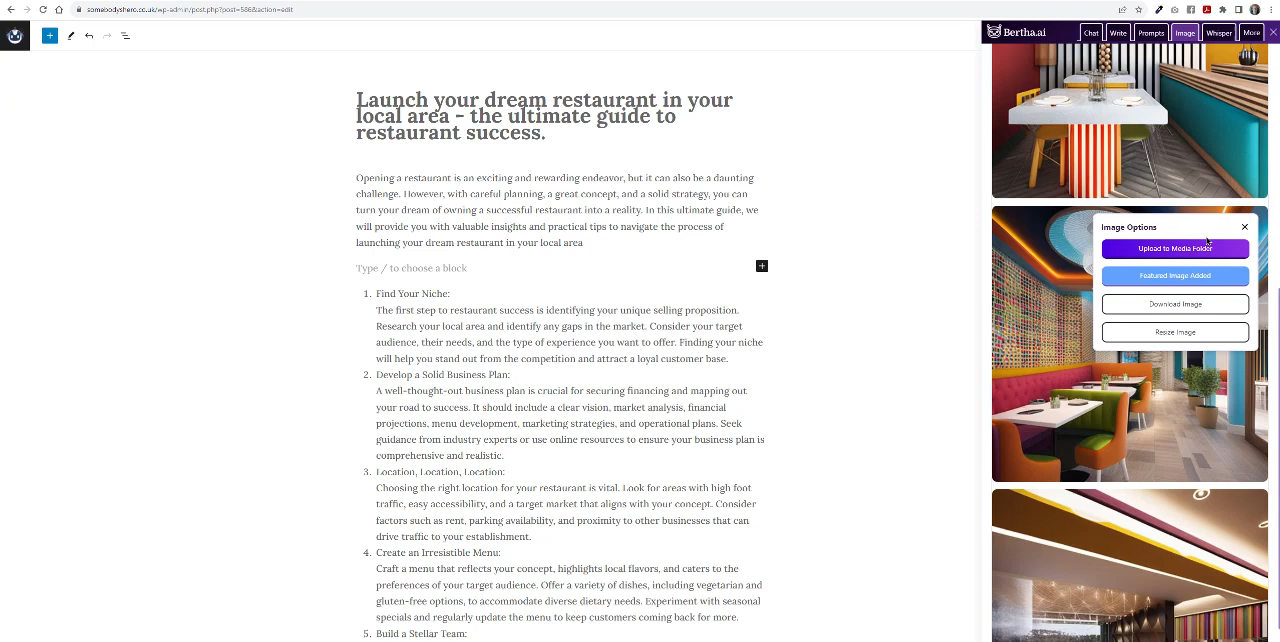 somebodyshero.co.uk/wp-admin/post.php?post=586&action=edit
Bertha.ai
Chat
Write
Prompts
Image
Whisper
More
Launch your dream restaurant in your
local area - the ultimate guide to
restaurant success.
Opening a restaurant is an exciting and rewarding endeavor, but it can also be a daunting
challenge. However, with careful planning, a great concept, and a solid strategy, you can
turn your dream of owning a successful restaurant into a reality. In this ultimate guide, we
will provide you with valuable insights and practical tips to navigate the process of
launching your dream restaurant in your local area
Type / to choose a block
1. Find Your Niche:
The first step to restaurant success is identifying your unique selling proposition.
Research your local area and identify any gaps in the market. Consider your target
audience, their needs, and the type of experience you want to offer. Finding your niche
will help you stand out from the competition and attract a loyal customer base.
2. Develop a Solid Business Plan:
A well-thought-out business plan is crucial for securing financing and mapping out
your road to success. It should include a clear vision, market analysis, financial
projections, menu development, marketing strategies, and operational plans. Seek
guidance from industry experts or use online resources to ensure your business plan is
comprehensive and realistic.
3. Location, Location, Location:
Choosing the right location for your restaurant is vital. Look for areas with high foot
traffic, easy accessibility, and a target market that aligns with your concept. Consider
factors such as rent, parking availability, and proximity to other businesses that can
drive traffic to your establishment.
4. Create an Irresistible Menu:
Craft a menu that reflects your concept, highlights local flavors, and caters to the
preferences of your target audience. Offer a variety of dishes, including vegetarian and
gluten-free options, to accommodate diverse dietary needs. Experiment with seasonal
specials and regularly update the menu to keep customers coming back for more.
5. Build a Stellar Team:
Image Options
Upload to Media Folder
Featured Image Added
Download Image
Resize Image